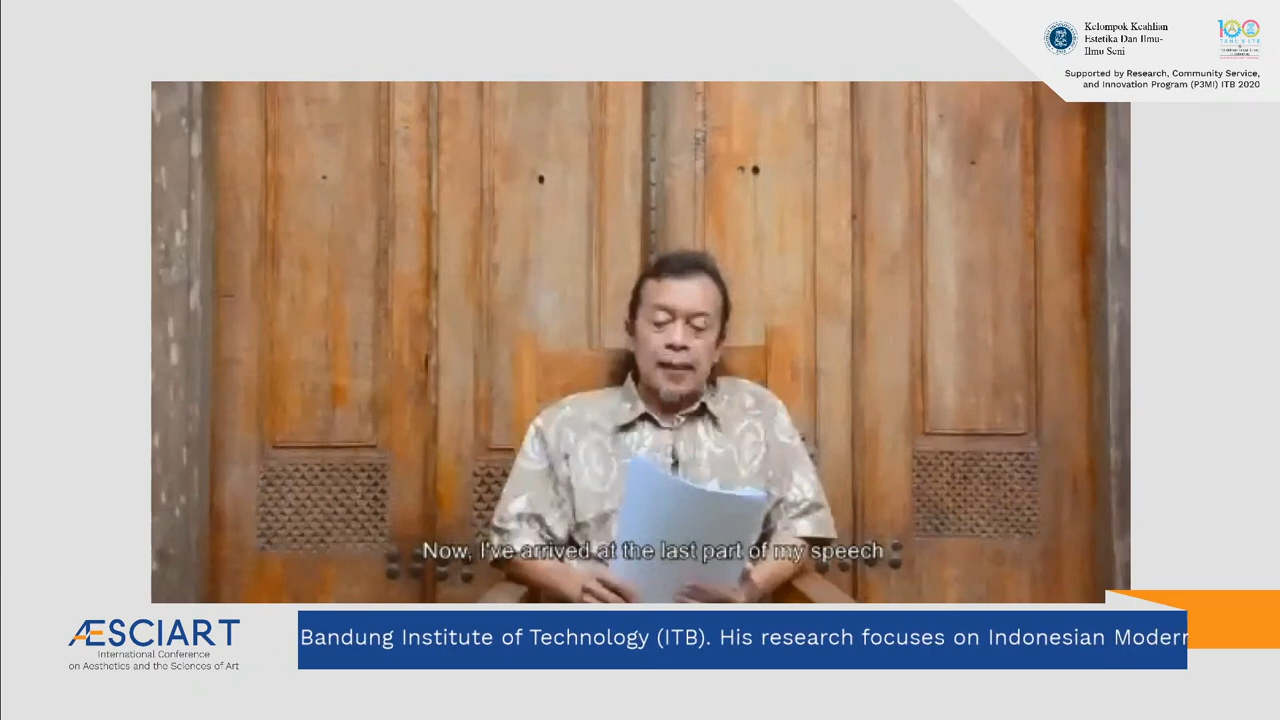 Kelompok Keahlian
Estetika Dan Ilmu-
Ilmu Seni
100
Supported by Research, Community Service,
and Innovation Program (P3MI) ITB 2020
Now, I've arrived at the last part of my speech
ÆSCIART
International Conference
on Aesthetics and the Sciences of Art
Bandung Institute of Technology (ITB). His research focuses on Indonesian Modern